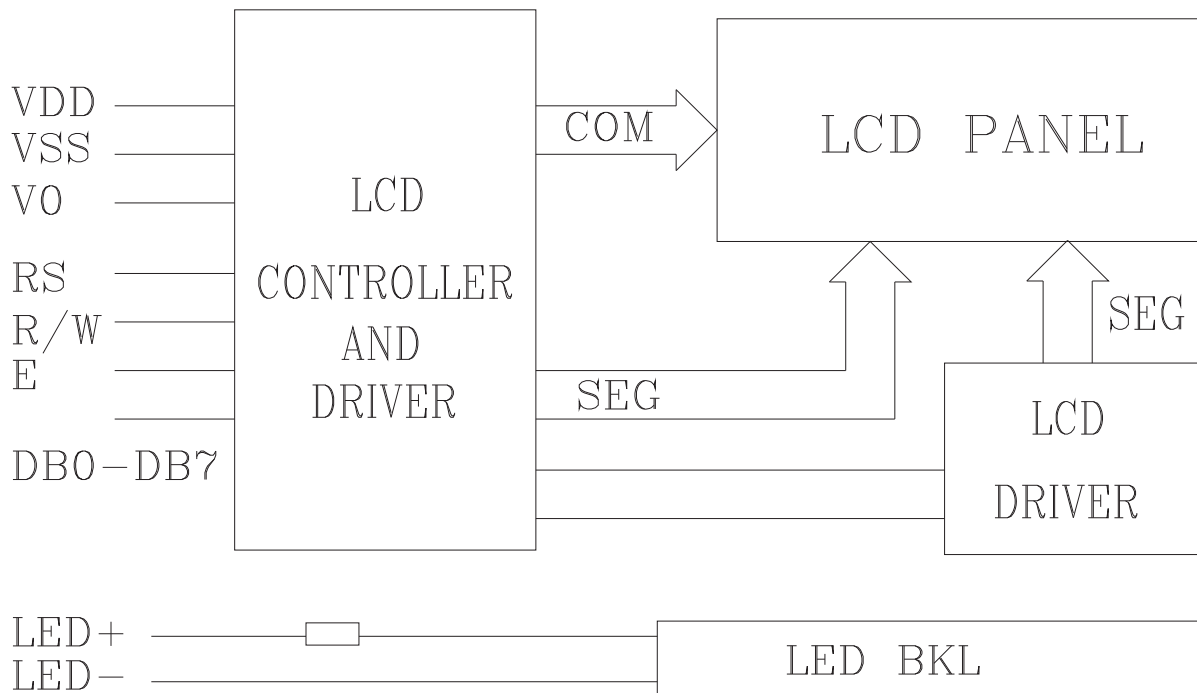 VDD
VSS
V0
RS
R/W
E
DB0-DB7
LCD
CONTROLLER
AND
DRIVER
COM
SEG
LCD PANEL
SEG
LCD
DRIVER
LED+
LED-
LED BKL